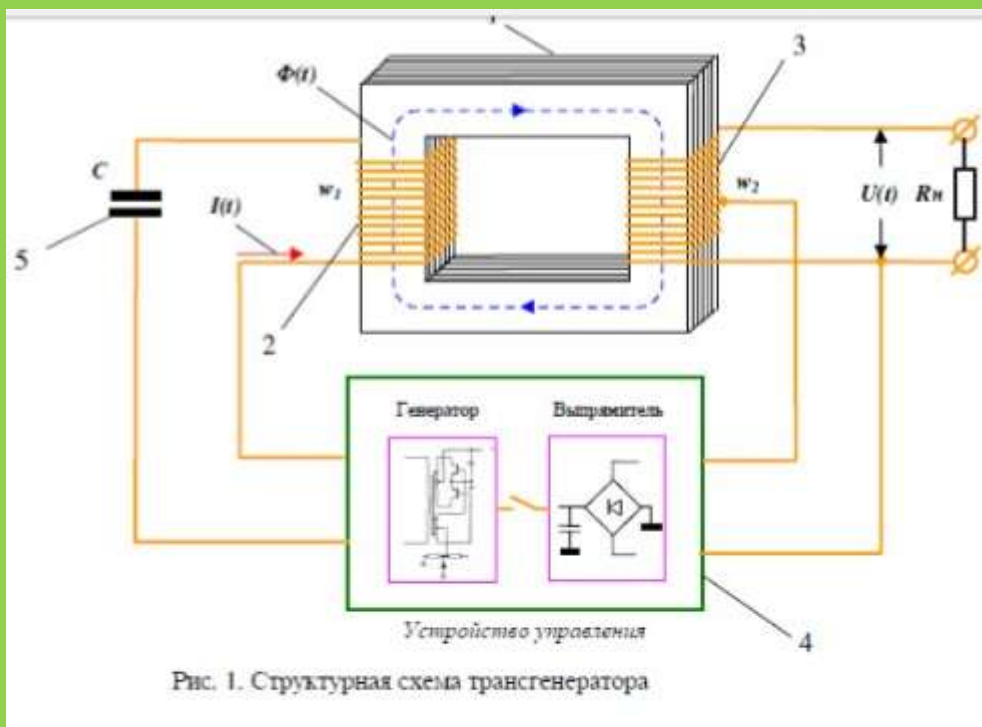 3
Φ(t)
C
w₁
w₂
I(t)
U(t)
Rн
5
2
Генератор
Выпрямитель
4
Устройство управления
Рис. 1. Структурная схема трансгенератора